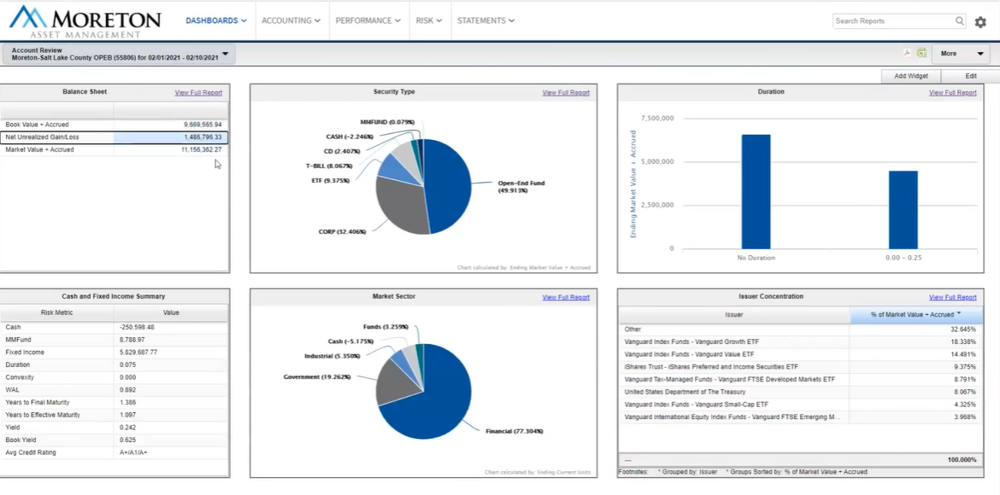 MORETON
ASSET MANAGEMENT
DASHBOARDS
ACCOUNTING
PERFORMANCE
RISK
STATEMENTS
Search Reports
Account Review
Moreton-Salt Lake County OPEB (55806) for 02/01/2021 - 02/10/2021
More
Add Widget
Edit
Balance Sheet
View Full Report
Book Value + Accrued 9,669,565.94
Net Unrealized Gain/Loss 1,486,796.33
Market Value + Accrued 11,156,362.27
Security Type
View Full Report
MMFUND (0.079%)
CASH (-2.246%)
CD (2.407%)
T-BILL (8.067%)
ETF (9.375%)
CORP (32.406%)
Open-End Fund
(49.913%)
Chart calculated by: Ending Market Value + Accrued
Duration
View Full Report
Ending Market Value + Accrued
7,500,000
5,000,000
2,500,000
0
No Duration
0.00 - 0.25
Cash and Fixed Income Summary
Risk Metric Value
Cash -250,598.48
MMFund 8,788.97
Fixed Income 5,829,687.77
Duration 0.075
Convexity 0.000
WAL 0.892
Years to Final Maturity 1.386
Years to Effective Maturity 1.097
Yield 0.242
Book Yield 0.625
Avg Credit Rating A+/A1/A+
Market Sector
View Full Report
Funds (3.259%)
Cash (-5.175%)
Industrial (5.350%)
Government (19.262%)
Financial (77.304%)
Chart calculated by: Ending Current Units
Issuer Concentration
View Full Report
Issuer % of Market Value + Accrued
Other 32.645%
Vanguard Index Funds - Vanguard Growth ETF 18.338%
Vanguard Index Funds - Vanguard Value ETF 14.491%
iShares Trust - iShares Preferred and Income Securities ETF 9.375%
Vanguard Tax-Managed Funds - Vanguard FTSE Developed Markets ETF 8.791%
United States Department of The Treasury 8.067%
Vanguard Index Funds - Vanguard Small-Cap ETF 4.325%
Vanguard International Equity Index Funds - Vanguard FTSE Emerging M... 3.968%
--- 100.000%
Footnotes: * Grouped by: Issuer * Groups Sorted by: % of Market Value + Accrued